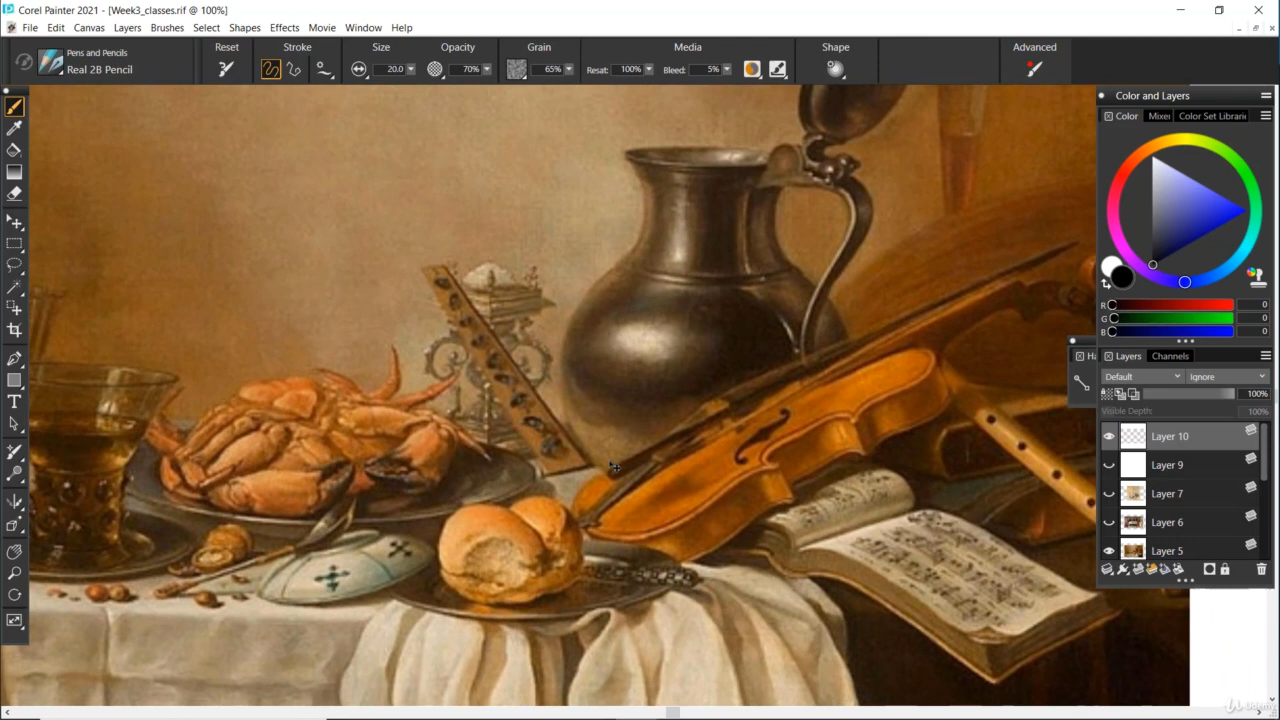 Corel Painter 2021 - [Week3_classes.rif @ 100%]
File Edit Canvas Layers Brushes Select Shapes Effects Movie Window Help
Pens and Pencils
Real 2B Pencil
Reset Stroke Size Opacity Grain Media Shape Advanced
20.0 70% 65% Resat: 100% Bleed: 5%
Color and Layers
Color Mixer Color Set Librari
R 0
G 0
B 0
Ha
Layers Channels
Default Ignore
100%
Visible Depth: 100%
Layer 10
Layer 9
Layer 7
Layer 6
Layer 5
T
Udemy